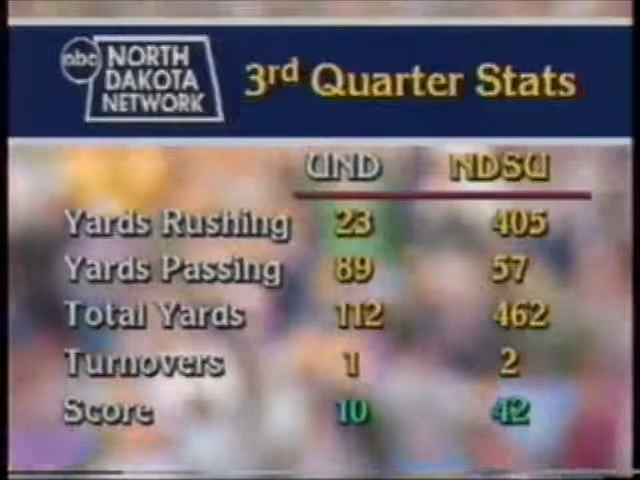 abc NORTH DAKOTA NETWORK
3rd Quarter Stats
UND NDSU
Yards Rushing 23 405
Yards Passing 89 57
Total Yards 112 462
Turnovers 1 2
Score 10 42